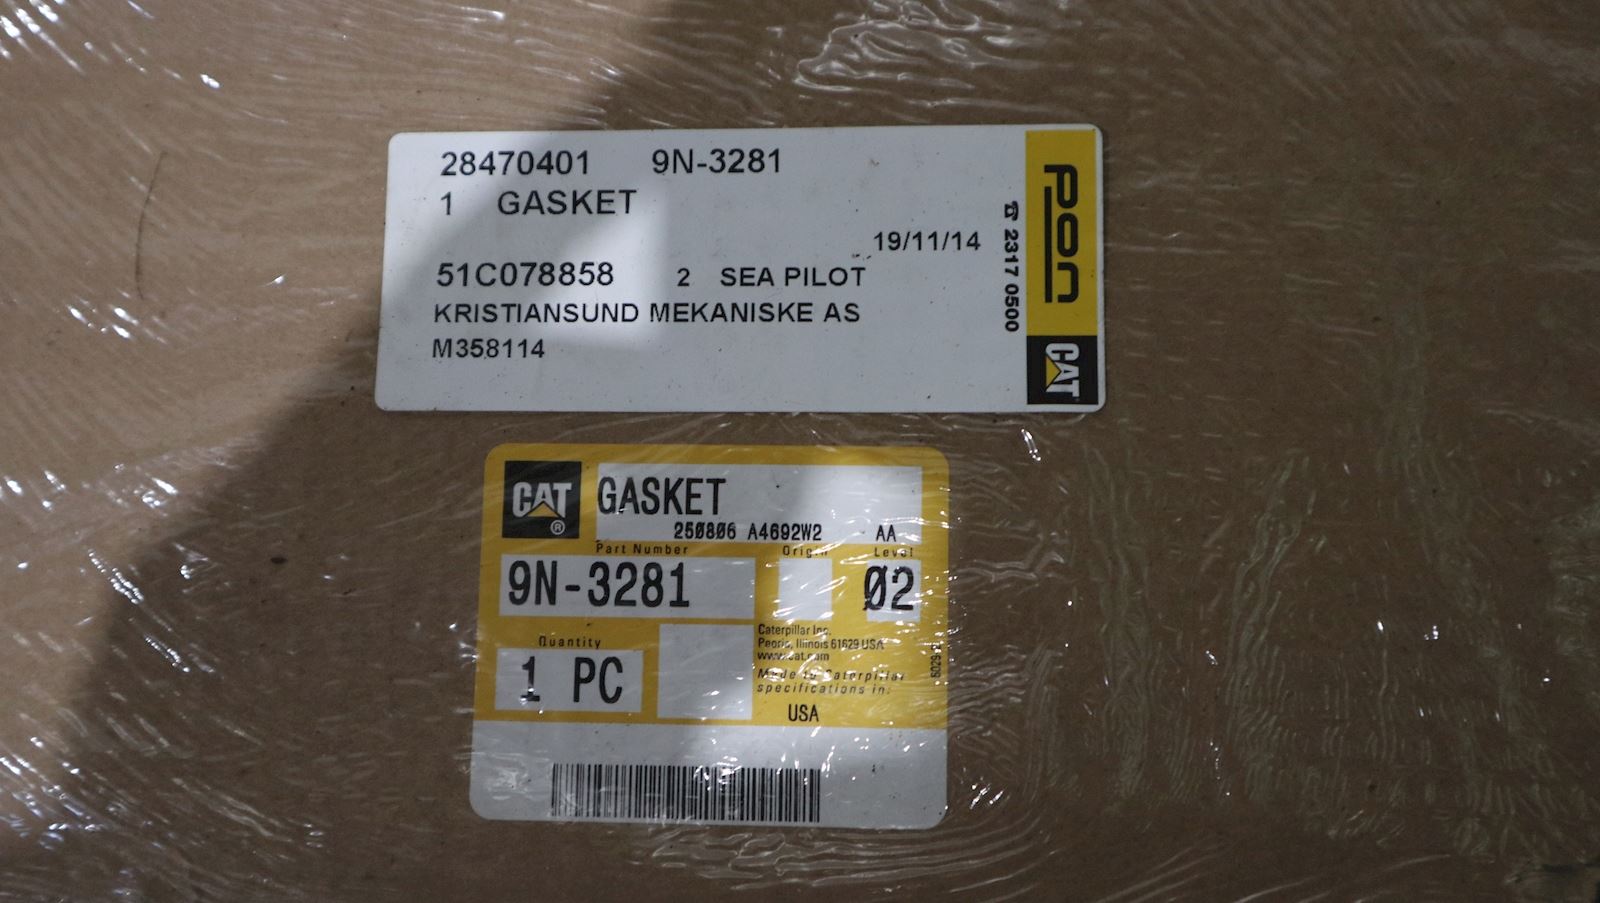 28470401 9N-3281
1 GASKET
19/11/14
51C078858 2 SEA PILOT
KRISTIANSUND MEKANISKE AS
M358114
☎ 2317 0500
pon
CAT
CAT ®
GASKET
250806 A4692W2 AA
Part Number Origin Level
9N-3281 02
Quantity
1 PC
Caterpillar Inc.
Peoria, Illinois 61629 USA
www.cat.com
Made to Caterpillar
specifications in:
USA